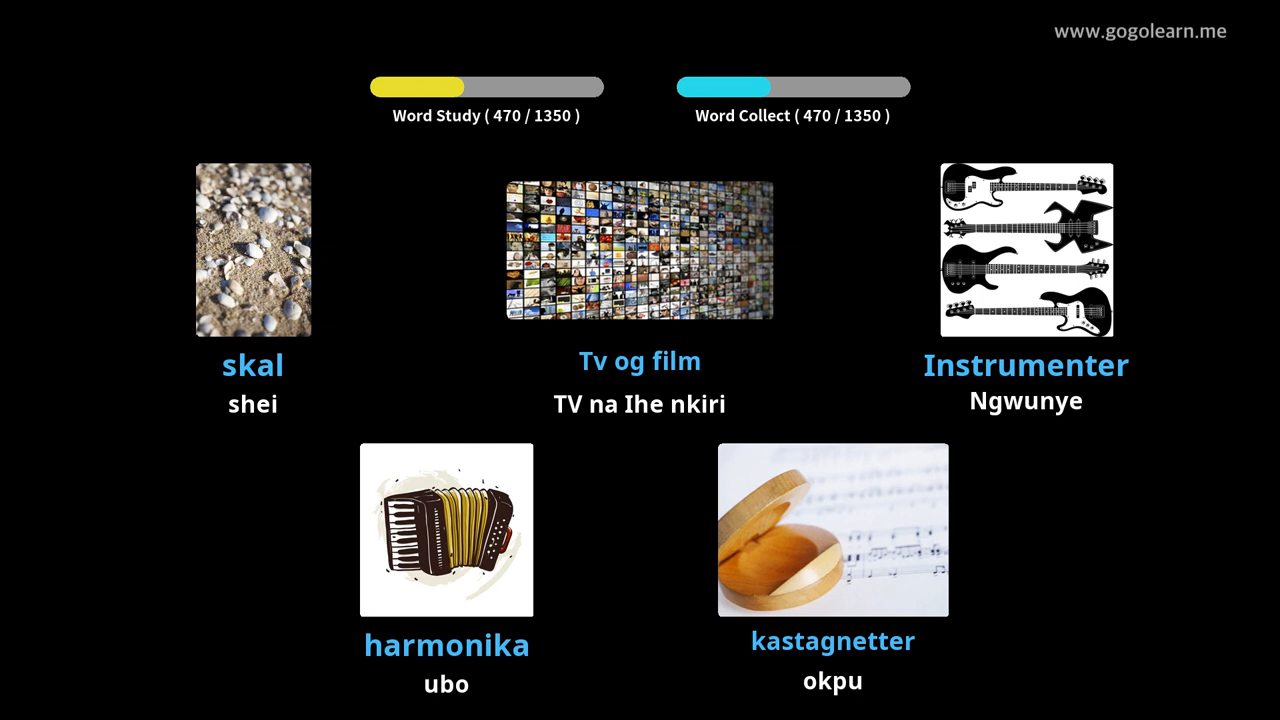 www.gogolearn.me
Word Study ( 470 / 1350 )
Word Collect ( 470 / 1350 )
skal
shei
Tv og film
TV na Ihe nkiri
Instrumenter
Ngwunye
harmonika
ubo
kastagnetter
okpu